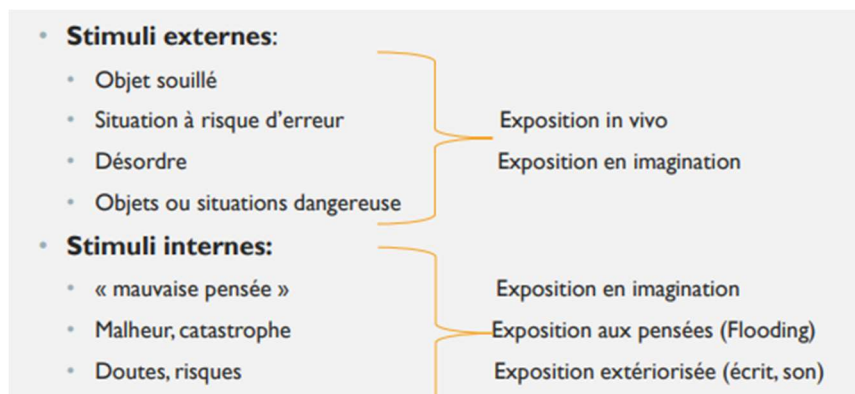 • Stimuli externes:
• Objet souillé
• Situation à risque d’erreur Exposition in vivo
• Désordre Exposition en imagination
• Objets ou situations dangereuse
• Stimuli internes:
• « mauvaise pensée » Exposition en imagination
• Malheur, catastrophe Exposition aux pensées (Flooding)
• Doutes, risques Exposition extériorisée (écrit, son)